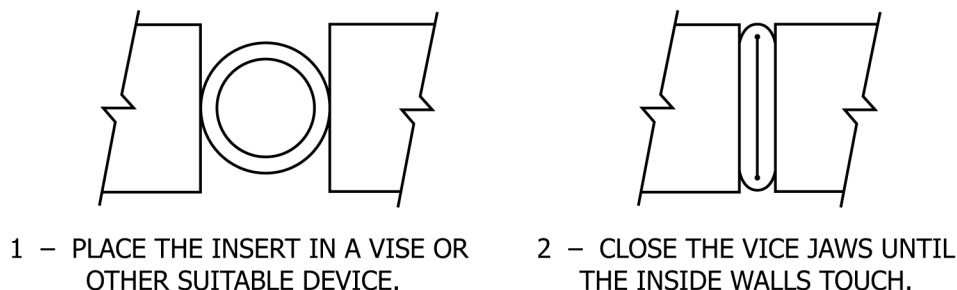 1 – PLACE THE INSERT IN A VISE OR
OTHER SUITABLE DEVICE.
2 – CLOSE THE VICE JAWS UNTIL
THE INSIDE WALLS TOUCH.